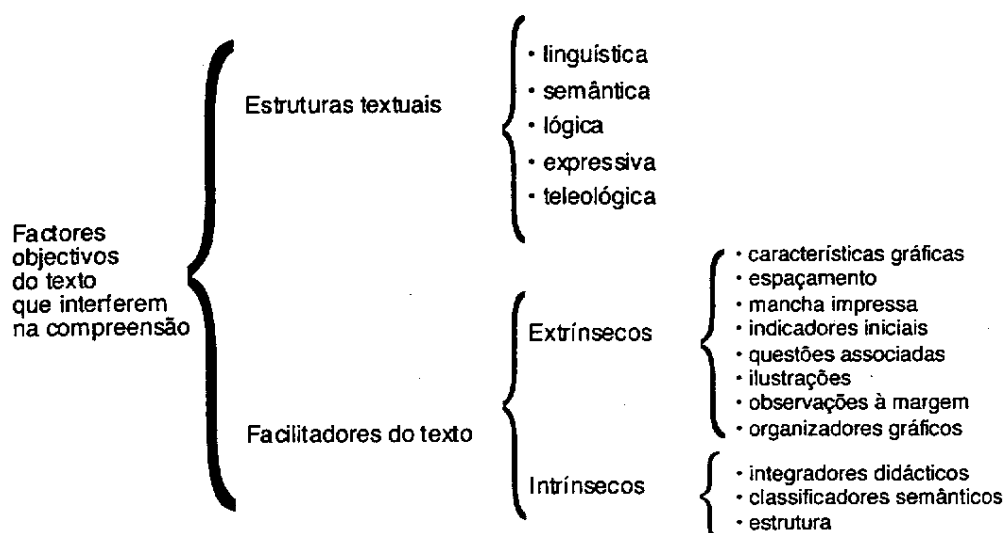 Factores
objectivos
do texto
que interferem
na compreensão
Estruturas textuais
• linguística
• semântica
• lógica
• expressiva
• teleológica
Facilitadores do texto
Extrínsecos
• características gráficas
• espaçamento
• mancha impressa
• indicadores iniciais
• questões associadas
• ilustrações
• observações à margem
• organizadores gráficos
Intrínsecos
• integradores didácticos
• classificadores semânticos
• estrutura